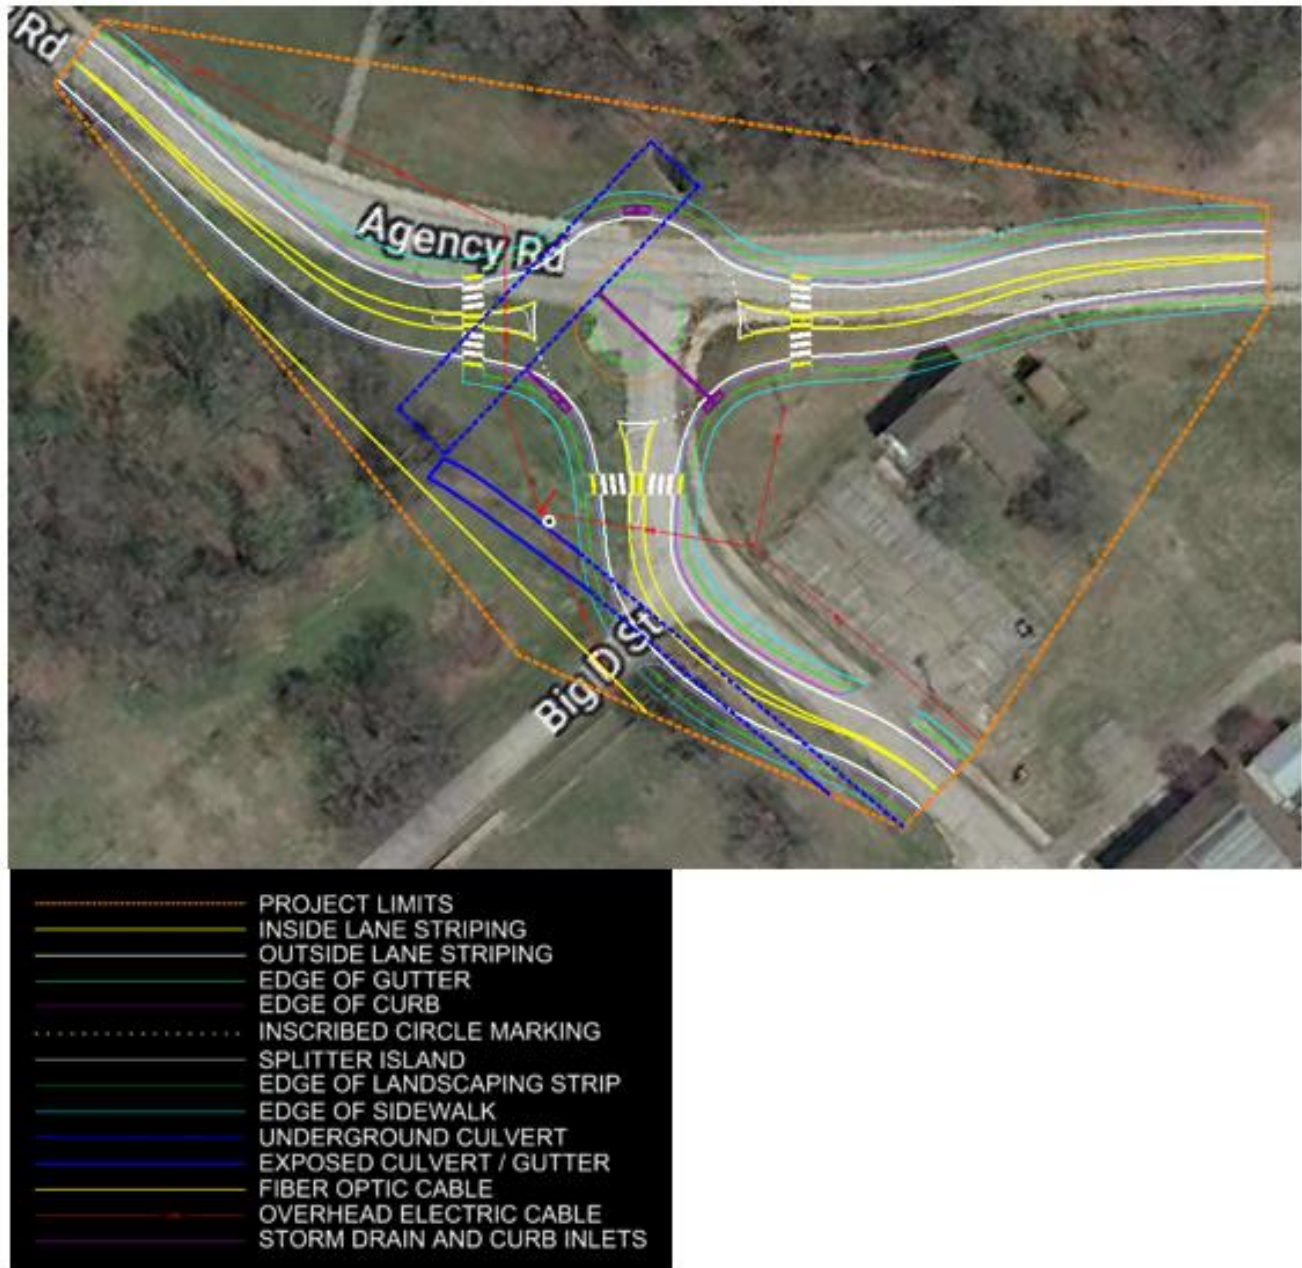 Rd
Agency Rd
Big D St
PROJECT LIMITS
INSIDE LANE STRIPING
OUTSIDE LANE STRIPING
EDGE OF GUTTER
EDGE OF CURB
INSCRIBED CIRCLE MARKING
SPLITTER ISLAND
EDGE OF LANDSCAPING STRIP
EDGE OF SIDEWALK
UNDERGROUND CULVERT
EXPOSED CULVERT / GUTTER
FIBER OPTIC CABLE
OVERHEAD ELECTRIC CABLE
STORM DRAIN AND CURB INLETS